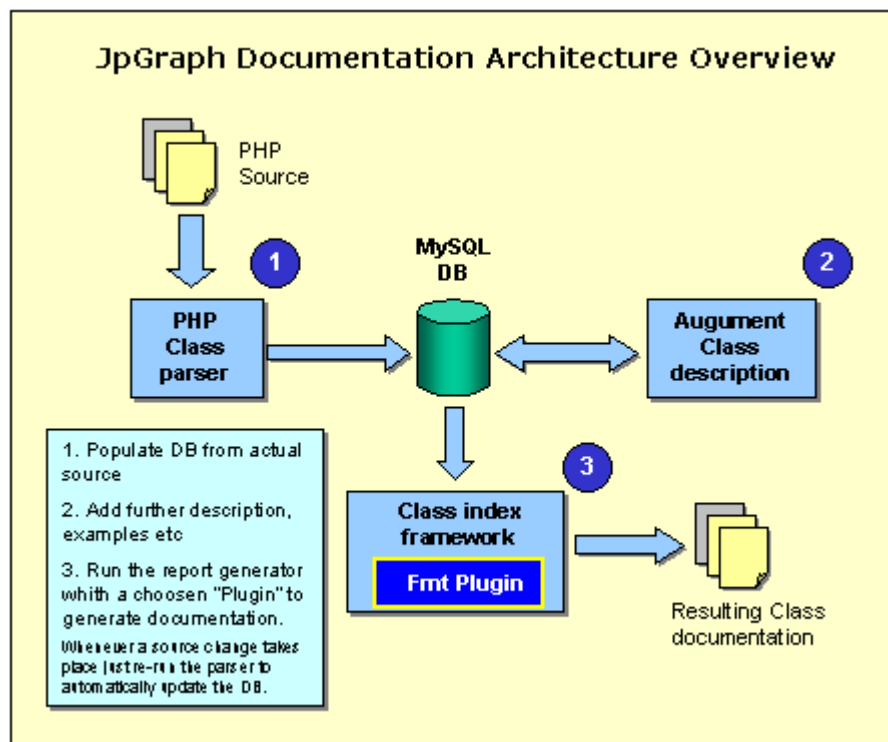 JpGraph Documentation Architecture Overview
PHP
Source
1
MySQL
DB
2
PHP
Class
parser
Augument
Class
description
1. Populate DB from actual
source
2. Add further description,
examples etc
3. Run the report generator
whith a choosen "Plugin" to
generate documentation.
Whenever a source change takes
place just re-run the parser to
automatically update the DB.
3
Class index
framework
Fmt Plugin
Resulting Class
documentation